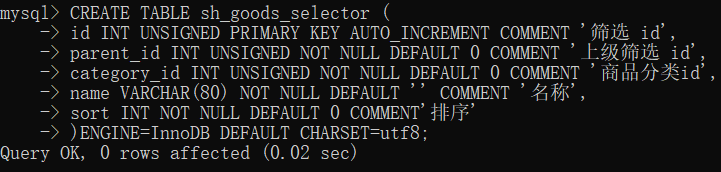 mysql> CREATE TABLE sh_goods_selector (
    -> id INT UNSIGNED PRIMARY KEY AUTO_INCREMENT COMMENT '筛选 id',
    -> parent_id INT UNSIGNED NOT NULL DEFAULT 0 COMMENT '上级筛选 id',
    -> category_id INT UNSIGNED NOT NULL DEFAULT 0 COMMENT '商品分类id',
    -> name VARCHAR(80) NOT NULL DEFAULT '' COMMENT '名称',
    -> sort INT NOT NULL DEFAULT 0 COMMENT'排序'
    -> )ENGINE=InnoDB DEFAULT CHARSET=utf8;
Query OK, 0 rows affected (0.02 sec)